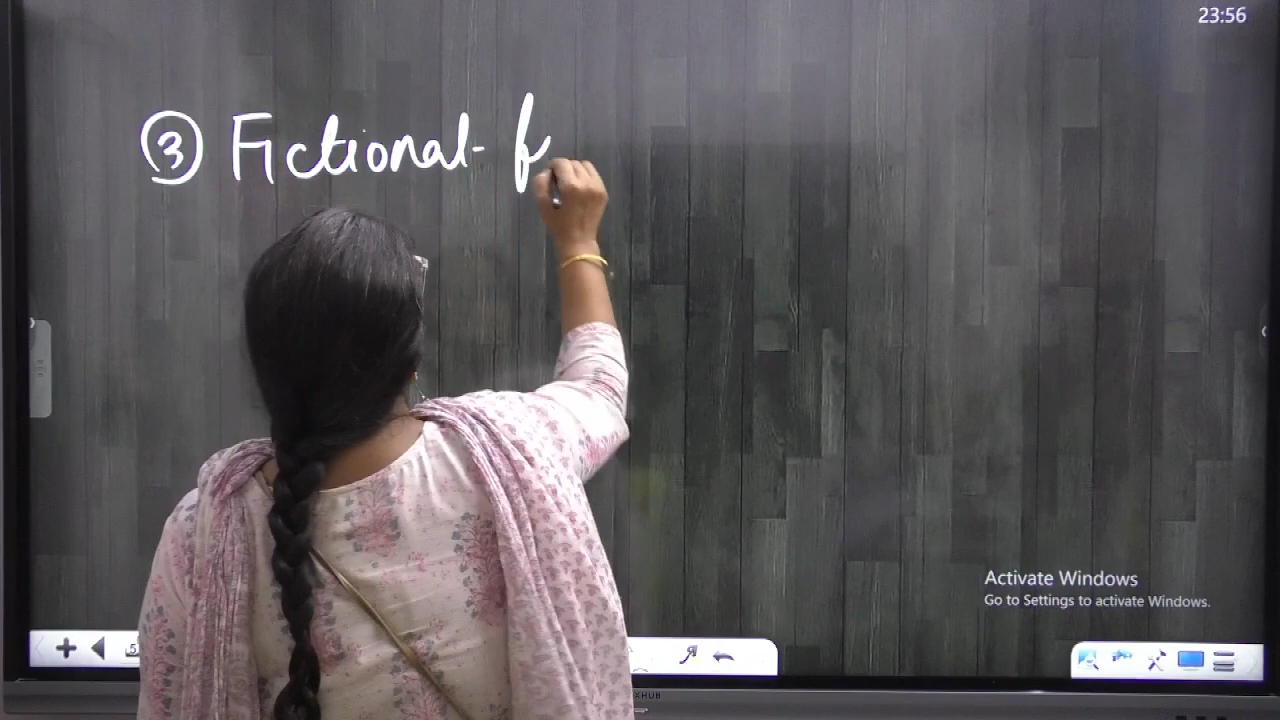 23:56
③ Fictional-
Activate Windows
Go to Settings to activate Windows.